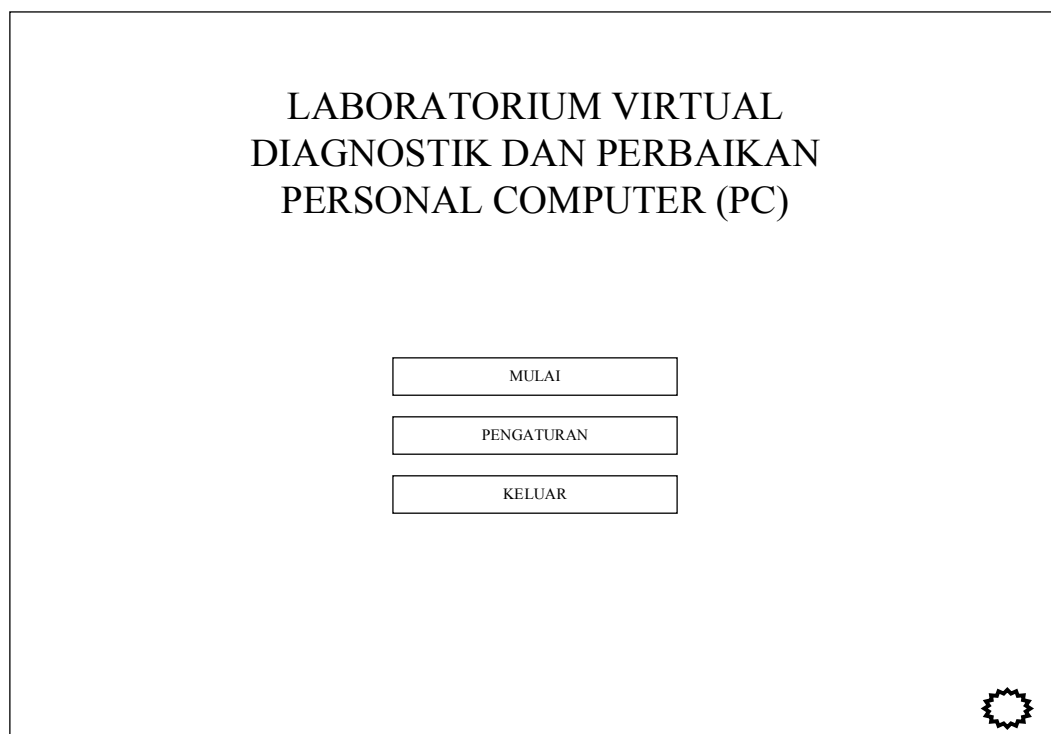 LABORATORIUM VIRTUAL
DIAGNOSTIK DAN PERBAIKAN
PERSONAL COMPUTER (PC)
MULAI
PENGATURAN
KELUAR